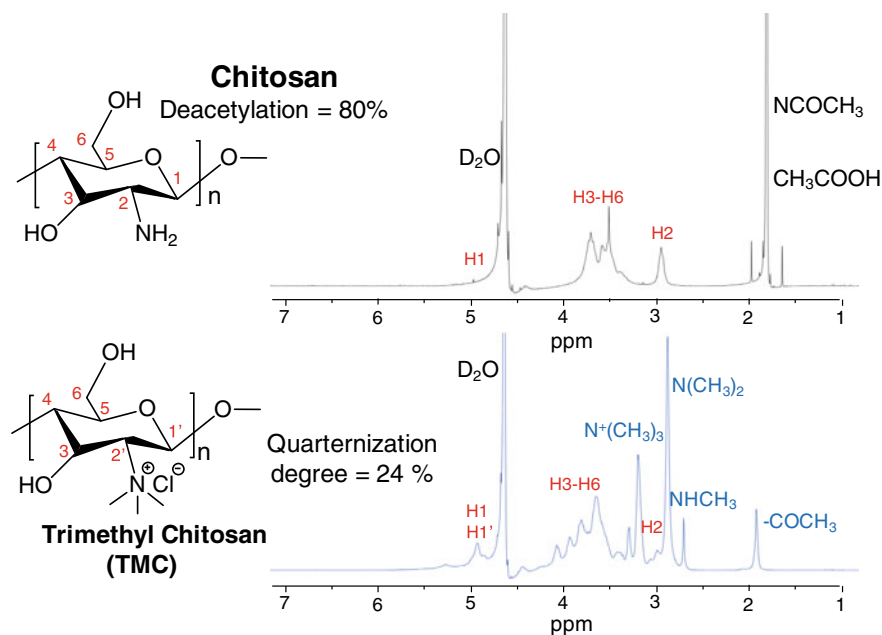 Chitosan
Deacetylation = 80%
OH
6
4
5
O
O
1
n
3
2
HO
NH₂
D₂O
NCOCH₃
CH₃COOH
H3-H6
H2
H1
7 6 5 4 3 2 1
ppm
OH
6
4
5
O
O
1'
n
3
2'
HO
N⊕
Cl⊖
Trimethyl Chitosan
(TMC)
Quarternization
degree = 24 %
D₂O
N(CH₃)₂
N⁺(CH₃)₃
H3-H6
NHCH₃
H2
-COCH₃
H1
H1'
7 6 5 4 3 2 1
ppm